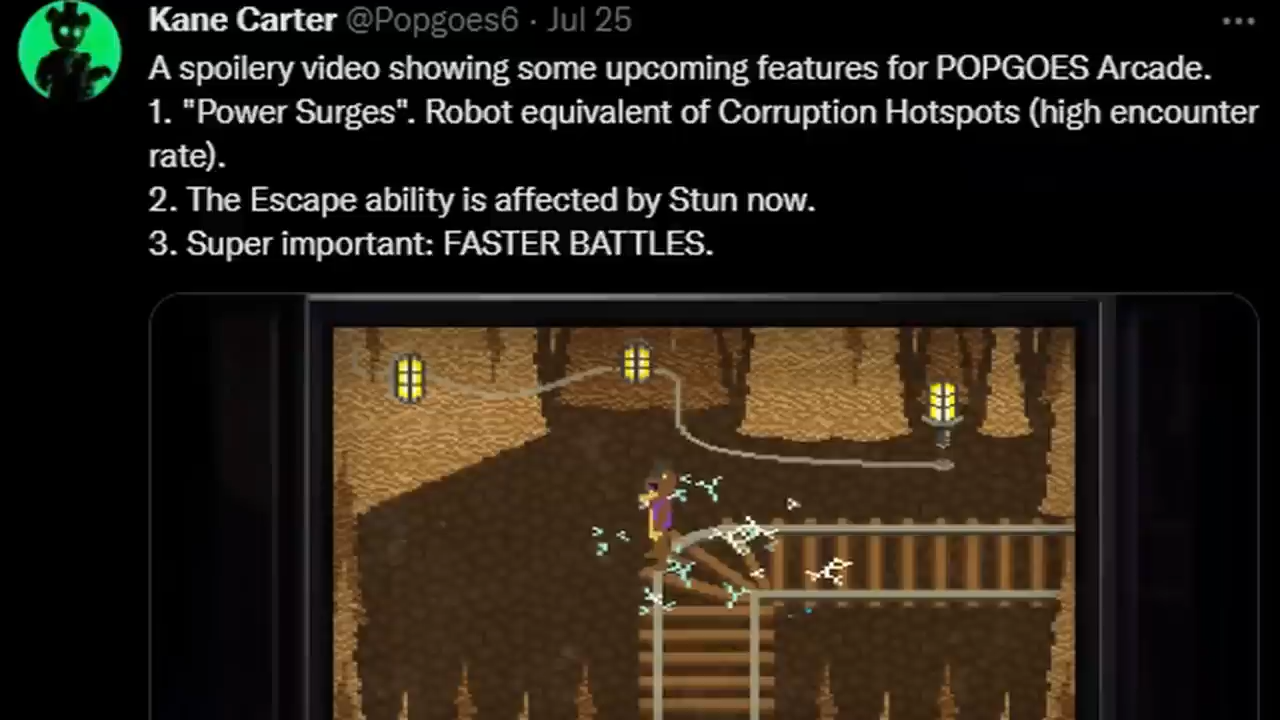 Kane Carter @Popgoes6 · Jul 25
A spoilery video showing some upcoming features for POPGOES Arcade.
1. "Power Surges". Robot equivalent of Corruption Hotspots (high encounter
rate).
2. The Escape ability is affected by Stun now.
3. Super important: FASTER BATTLES.